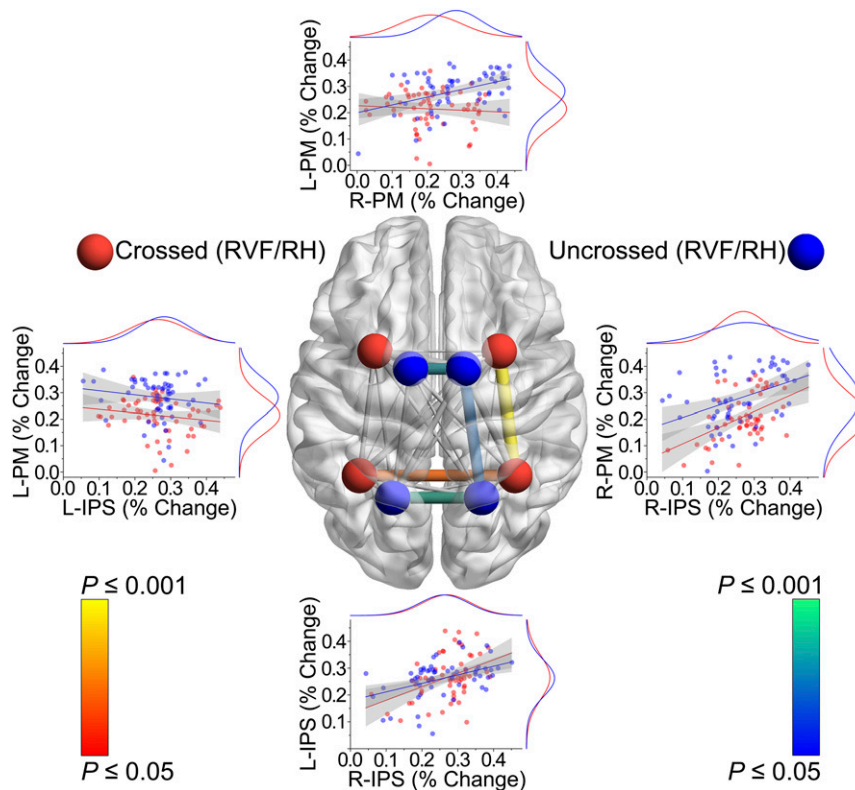 0.4
0.3
0.2
0.1
0.0
L-PM (% Change)
0.0 0.1 0.2 0.3 0.4
R-PM (% Change)
Crossed (RVF/RH)
Uncrossed (RVF/RH)
0.4
0.3
0.2
0.1
0.0
L-PM (% Change)
0.0 0.1 0.2 0.3 0.4
L-IPS (% Change)
0.4
0.3
0.2
0.1
0.0
R-PM (% Change)
0.0 0.1 0.2 0.3 0.4
R-IPS (% Change)
P ≤ 0.001
P ≤ 0.05
0.4
0.3
0.2
0.1
L-IPS (% Change)
0.0 0.1 0.2 0.3 0.4
R-IPS (% Change)
P ≤ 0.001
P ≤ 0.05